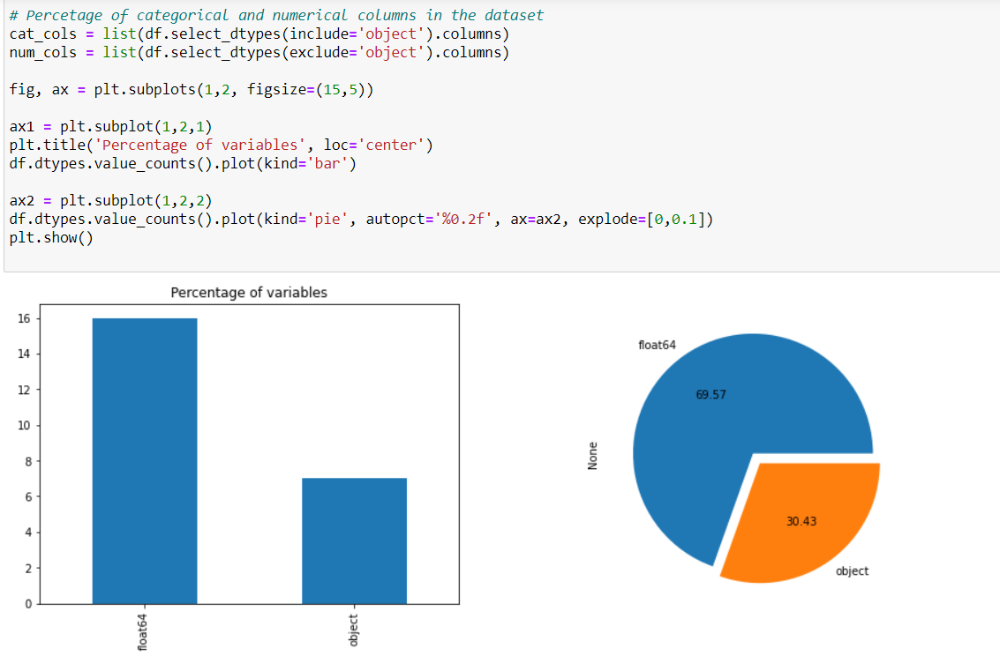 # Percetage of categorical and numerical columns in the dataset
cat_cols = list(df.select_dtypes(include='object').columns)
num_cols = list(df.select_dtypes(exclude='object').columns)
fig, ax = plt.subplots(1,2, figsize=(15,5))
ax1 = plt.subplot(1,2,1)
plt.title('Percentage of variables', loc='center')
df.dtypes.value_counts().plot(kind='bar')
ax2 = plt.subplot(1,2,2)
df.dtypes.value_counts().plot(kind='pie', autopct='%0.2f', ax=ax2, explode=[0,0.1])
plt.show()
Percentage of variables
16
14
12
10
8
6
4
2
0
float64
object
None
float64
69.57
30.43
object